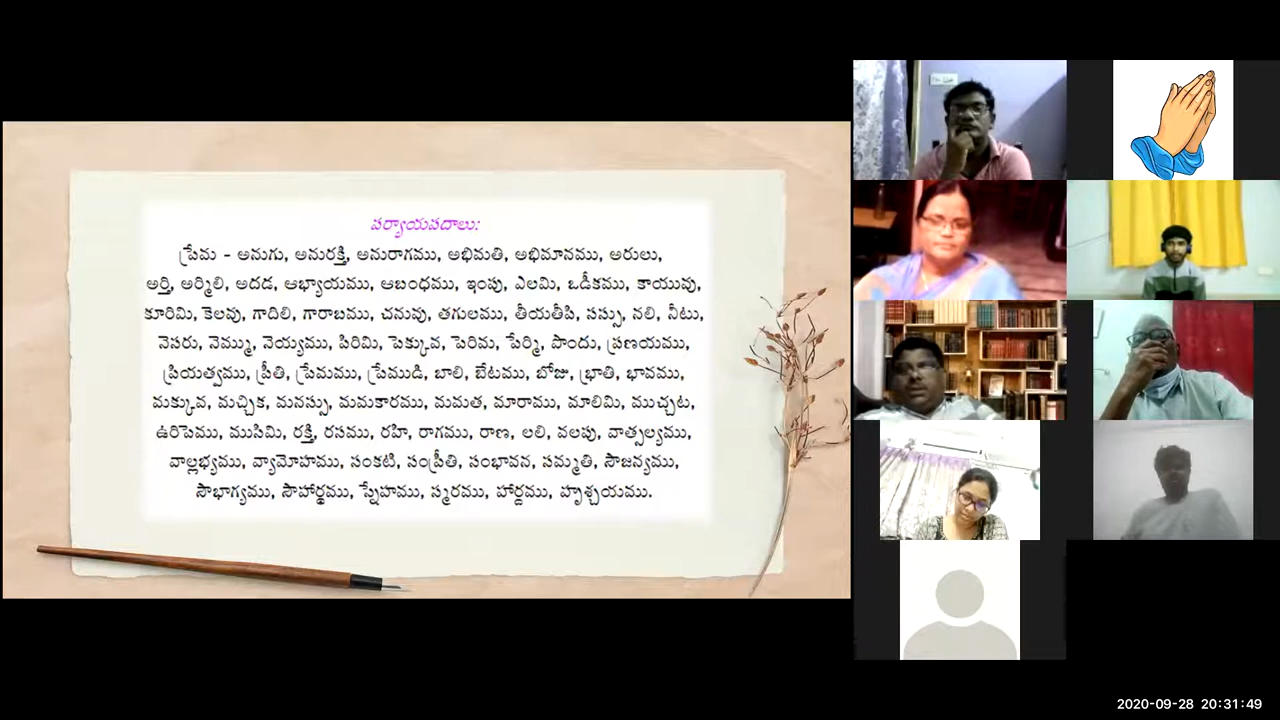 పర్యాయపదాలు:
ప్రేమ - అనుగు, అనురక్తి, అనురాగము, అభిమతి, అభిమానము, అరులు,
అర్తి, అర్మిలి, అదడ, ఆభ్యాయము, ఆబంధము, ఇంపు, ఎలమి, ఒడీకము, కాయువు,
కూరిమి, కెలవు, గాదిలి, గారాబము, చనువు, తగులము, తీయతీపి, నస్సు, నలి, నీటు,
నెనరు, నెమ్ము, నెయ్యము, పిరిమి, పెక్కువ, పెరిమ, పేర్మి, పొందు, ప్రణయము,
ప్రియత్వము, ప్రీతి, ప్రేమము, ప్రేముడి, బాలి, బేటము, బోజు, భ్రాతి, భావము,
మక్కువ, మచ్చిక, మనస్సు, మమకారము, మమత, మారాము, మాలిమి, ముచ్చట,
ఉరిపెము, ముసిమి, రక్తి, రసము, రహి, రాగము, రాణ, లలి, వలపు, వాత్సల్యము,
వాల్లభ్యము, వ్యామోహము, సంకటి, సంప్రీతి, సంభావన, సమ్మతి, సౌజన్యము,
సౌభాగ్యము, సౌహార్థము, స్నేహము, స్మరము, హార్దము, హృశ్చయము.
2020-09-28 20:31:49